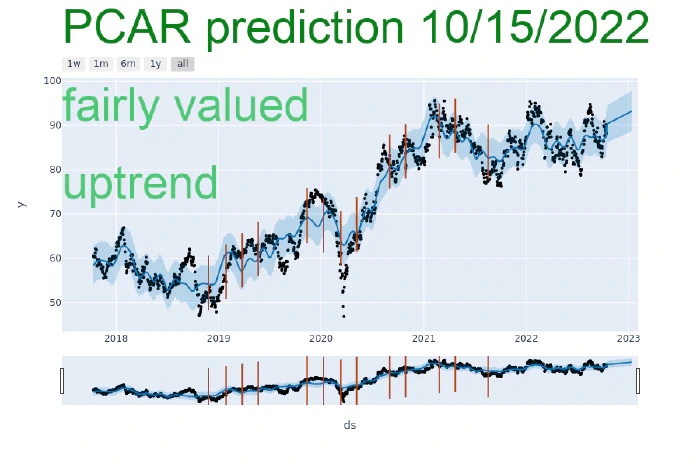 PCAR prediction 10/15/2022
1w 1m 6m 1y all
100
fairly valued
90
80
uptrend
70
y
60
50
2018 2019 2020 2021 2022 2023
ds